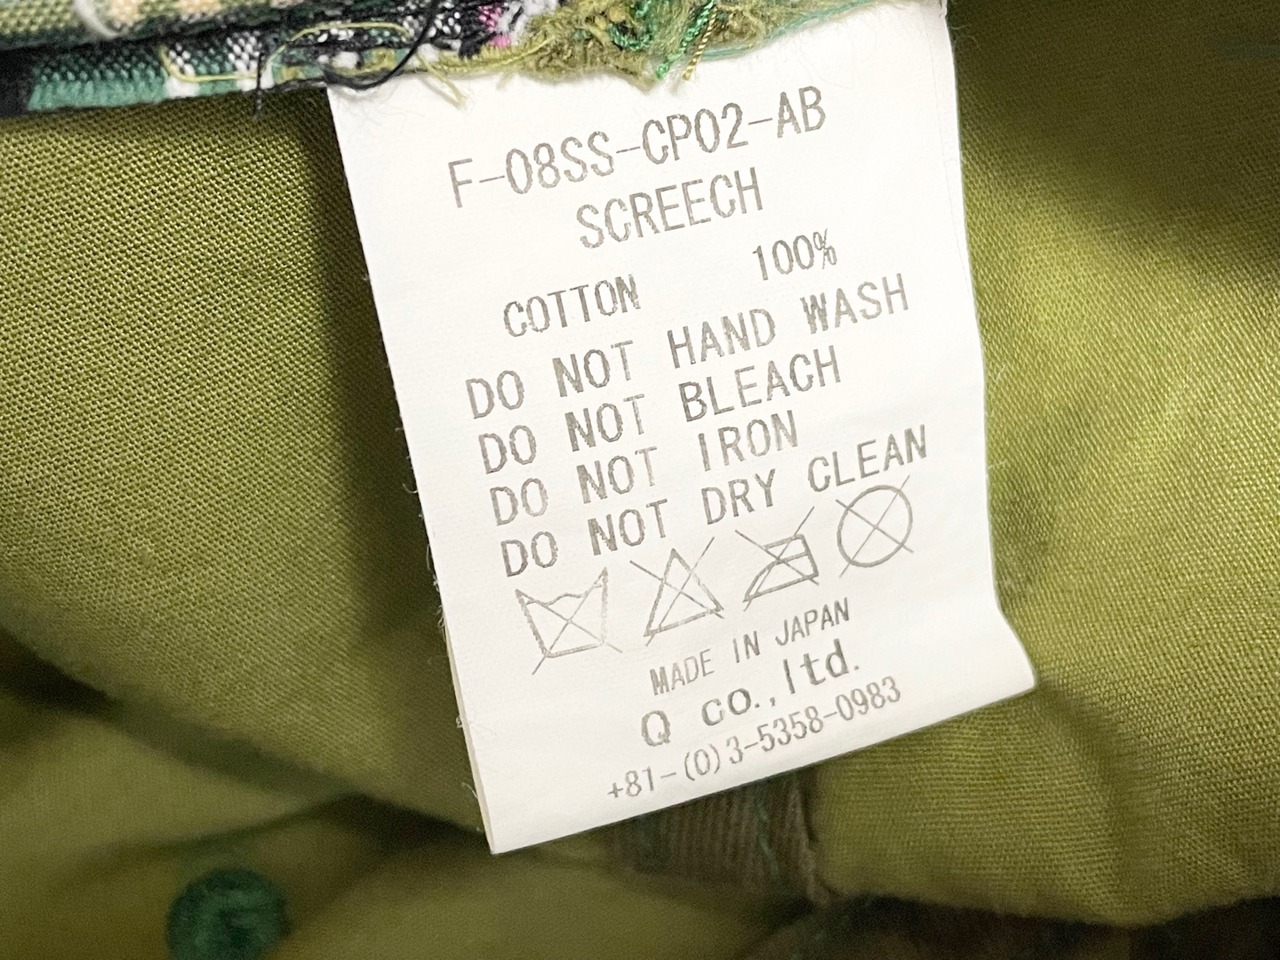 F-08SS-CP02-AB
SCREECH
COTTON 100%
DO NOT HAND WASH
DO NOT BLEACH
DO NOT IRON
DO NOT DRY CLEAN
MADE IN JAPAN
Q co., ltd.
+81-(0)3-5358-0983